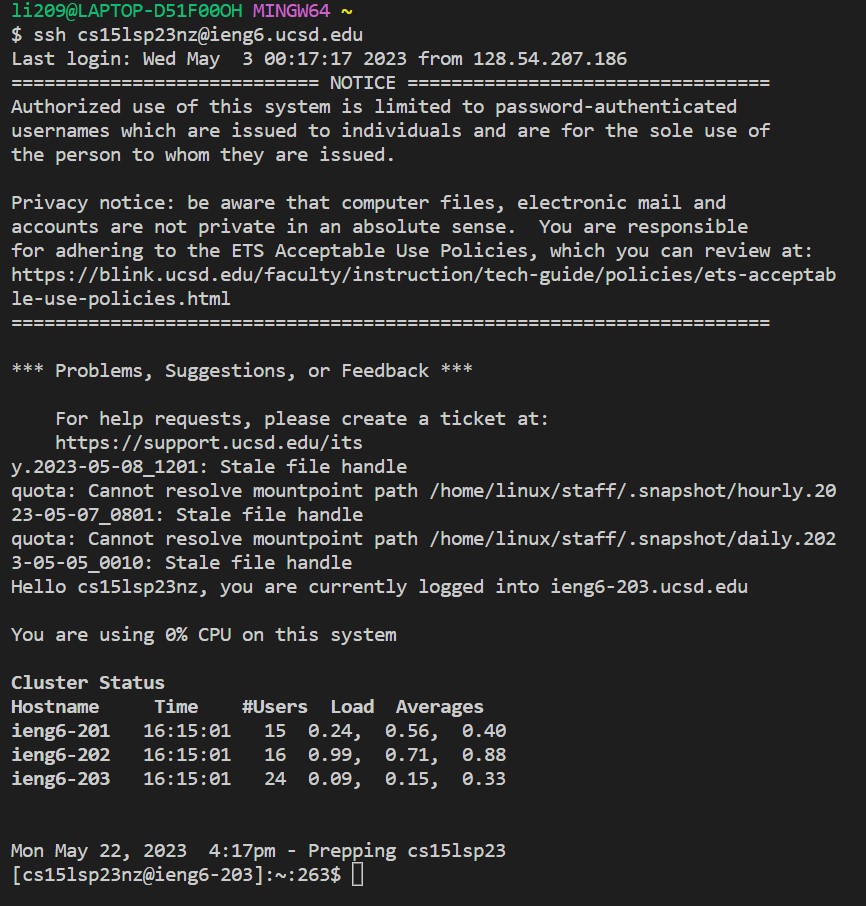 li209@LAPTOP-D51F00OH MINGW64 ~
$ ssh cs15lsp23nz@ieng6.ucsd.edu
Last login: Wed May  3 00:17:17 2023 from 128.54.207.186
============================ NOTICE =================================
Authorized use of this system is limited to password-authenticated
usernames which are issued to individuals and are for the sole use of
the person to whom they are issued.

Privacy notice: be aware that computer files, electronic mail and
accounts are not private in an absolute sense.  You are responsible
for adhering to the ETS Acceptable Use Policies, which you can review at:
https://blink.ucsd.edu/faculty/instruction/tech-guide/policies/ets-acceptab
le-use-policies.html
=====================================================================

*** Problems, Suggestions, or Feedback ***

    For help requests, please create a ticket at:
    https://support.ucsd.edu/its
y.2023-05-08_1201: Stale file handle
quota: Cannot resolve mountpoint path /home/linux/staff/.snapshot/hourly.20
23-05-07_0801: Stale file handle
quota: Cannot resolve mountpoint path /home/linux/staff/.snapshot/daily.202
3-05-05_0010: Stale file handle
Hello cs15lsp23nz, you are currently logged into ieng6-203.ucsd.edu

You are using 0% CPU on this system

Cluster Status
Hostname     Time    #Users  Load  Averages
ieng6-201   16:15:01   15  0.24,  0.56,  0.40
ieng6-202   16:15:01   16  0.99,  0.71,  0.88
ieng6-203   16:15:01   24  0.09,  0.15,  0.33


Mon May 22, 2023  4:17pm - Prepping cs15lsp23
[cs15lsp23nz@ieng6-203]:~:263$